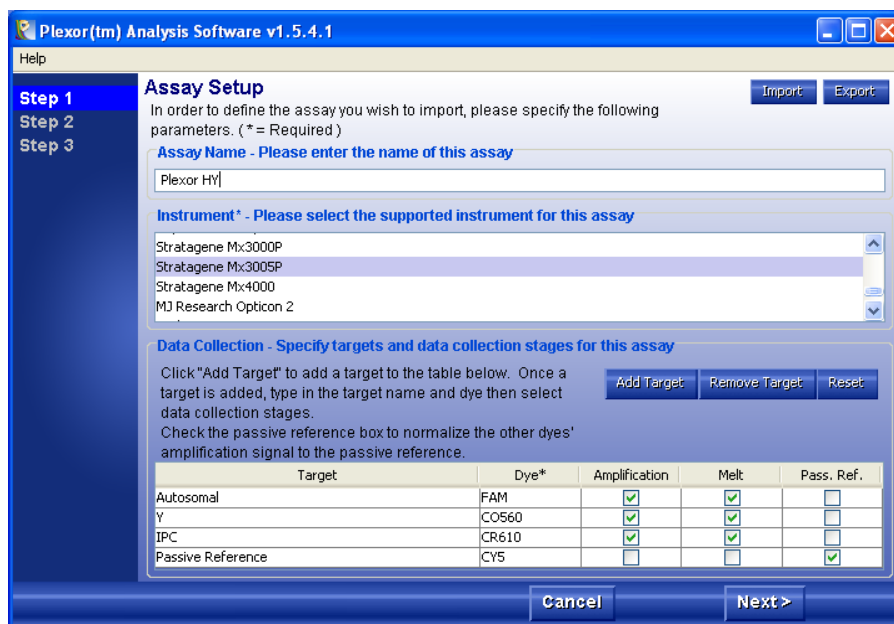 Plexor(tm) Analysis Software v1.5.4.1
Help
Step 1
Step 2
Step 3
Assay Setup
In order to define the assay you wish to import, please specify the following
parameters. ( * = Required )
Import
Export
Assay Name - Please enter the name of this assay
Plexor HY
Instrument* - Please select the supported instrument for this assay
Stratagene Mx3000P
Stratagene Mx3005P
Stratagene Mx4000
MJ Research Opticon 2
Data Collection - Specify targets and data collection stages for this assay
Click "Add Target" to add a target to the table below. Once a
target is added, type in the target name and dye then select
data collection stages.
Check the passive reference box to normalize the other dyes'
amplification signal to the passive reference.
Add Target
Remove Target
Reset
Target Dye* Amplification Melt Pass. Ref.
Autosomal FAM
Y CO560
IPC CR610
Passive Reference CY5
Cancel
Next >